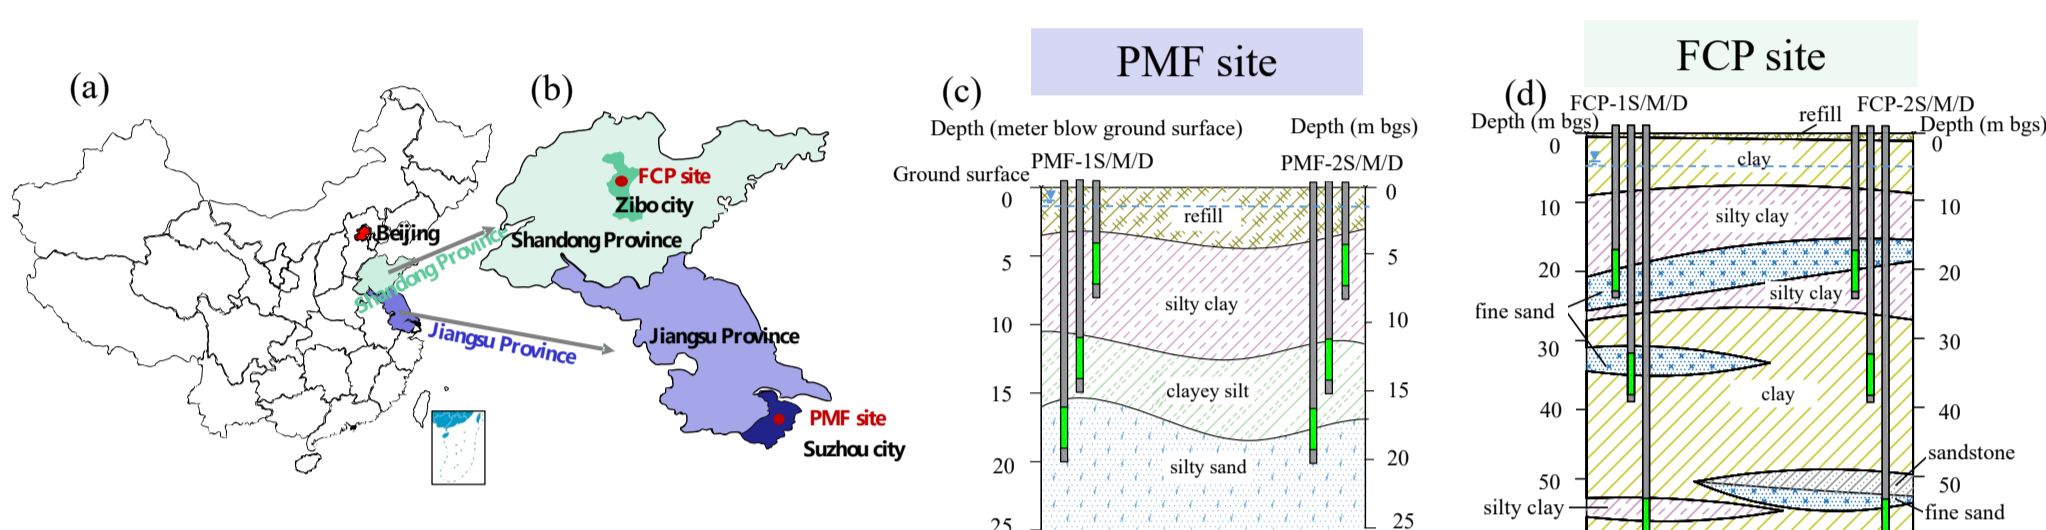 (a)
Beijing
Shandong Province
Jiangsu Province
(b)
FCP site
Zibo city
Shandong Province
Jiangsu Province
PMF site
Suzhou city
PMF site
(c)
Depth (meter blow ground surface)
Depth (m bgs)
PMF-1S/M/D
PMF-2S/M/D
Ground surface
0
5
10
15
20
25
refill
silty clay
clayey silt
silty sand
0
5
10
15
20
25
FCP site
(d)
FCP-1S/M/D
FCP-2S/M/D
Depth (m bgs)
refill
Depth (m bgs)
0
10
20
fine sand
30
40
50
silty clay
clay
silty clay
silty clay
clay
0
10
20
30
40
sandstone
50
fine sand